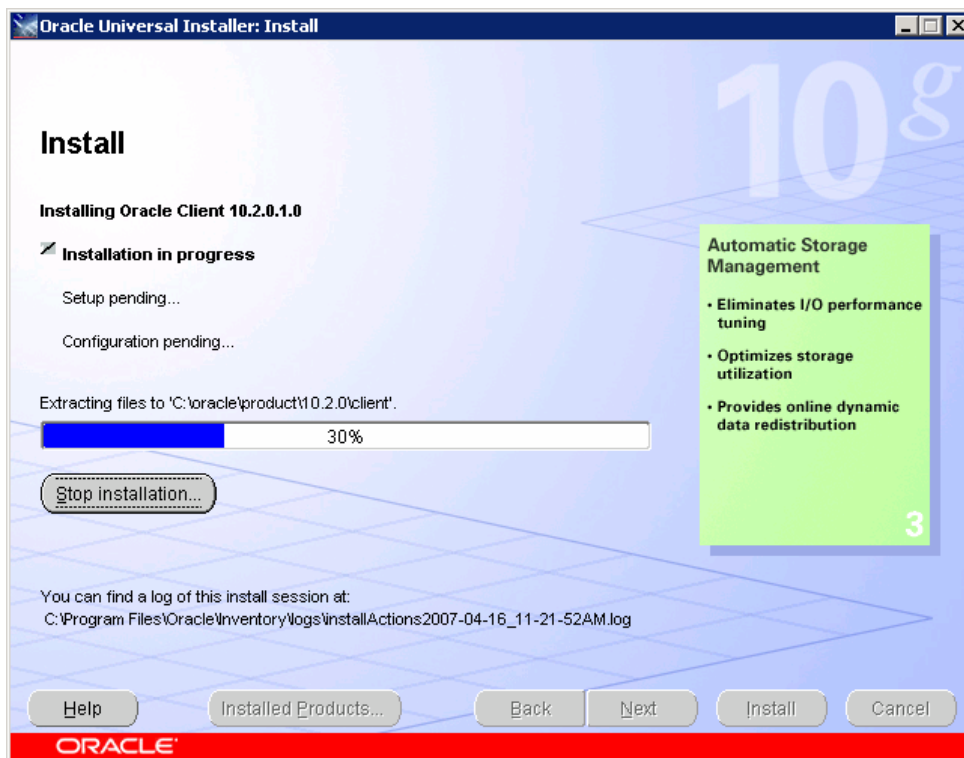 Oracle Universal Installer: Install
10g
Install
Installing Oracle Client 10.2.0.1.0
Installation in progress
Setup pending...
Configuration pending...
Extracting files to 'C:\oracle\product\10.2.0\client'.
30%
Stop installation...
Automatic Storage
Management
• Eliminates I/O performance
tuning
• Optimizes storage
utilization
• Provides online dynamic
data redistribution
3
You can find a log of this install session at:
C:\Program Files\Oracle\Inventory\logs\installActions2007-04-16_11-21-52AM.log
Help Installed Products... Back Next Install Cancel
ORACLE